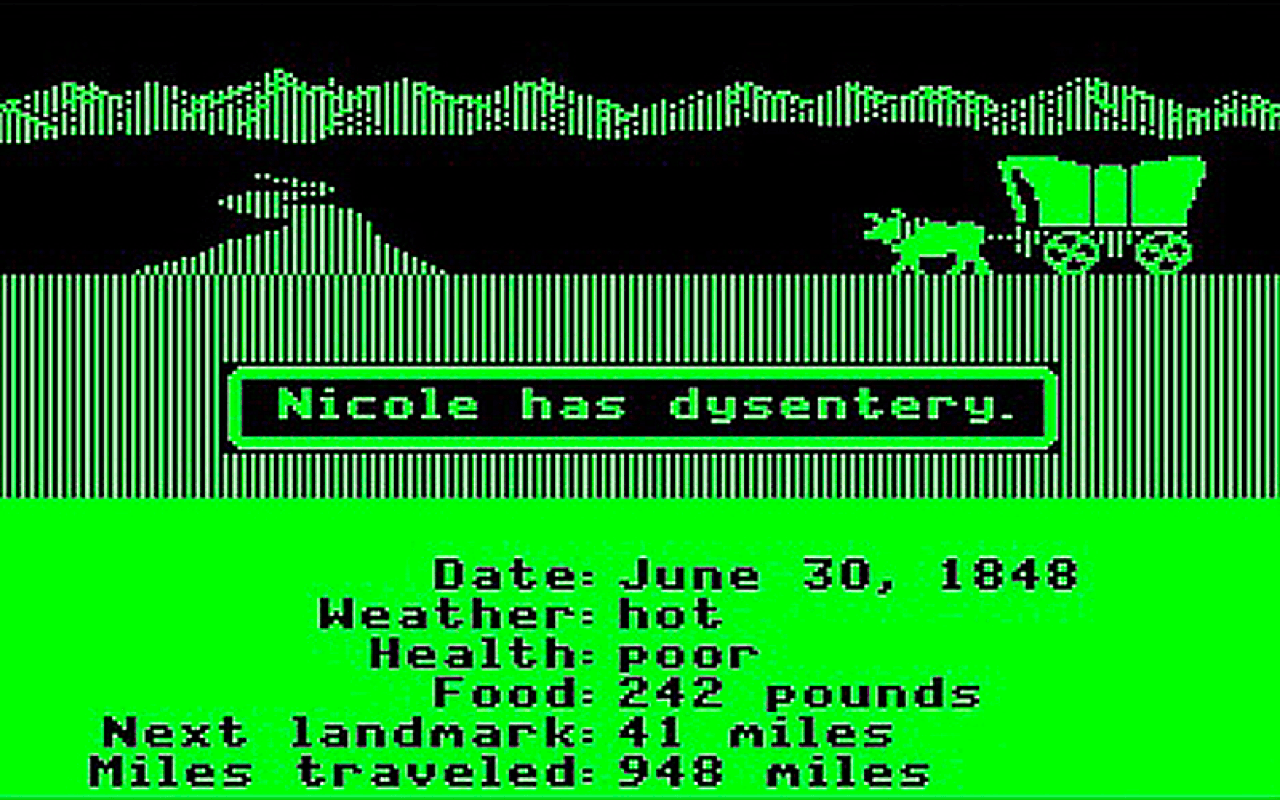 Nicole has dysentery.
Date: June 30, 1848
Weather: hot
Health: poor
Food: 242 pounds
Next landmark: 41 miles
Miles traveled: 948 miles